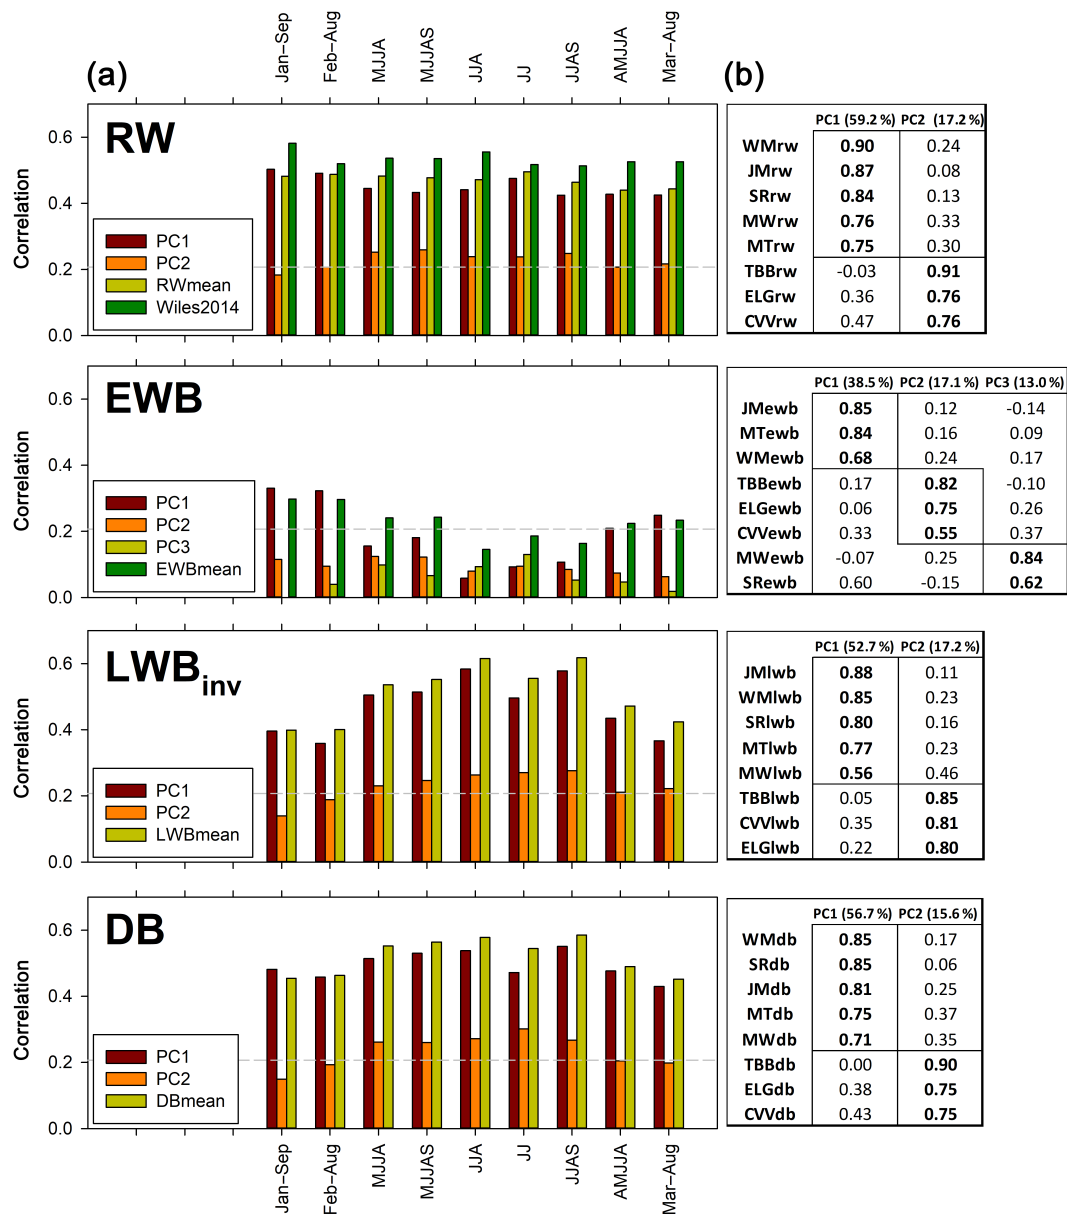 (a)
(b)
Jan–Sep
Feb–Aug
MJJA
MJJAS
JJA
JJ
JJAS
AMJJA
Mar–Aug
RW
Correlation
0.6
0.4
0.2
0.0
PC1
PC2
RWmean
Wiles2014
PC1 (59.2 %) PC2 (17.2 %)
WMrw 0.90 0.24
JMrw 0.87 0.08
SRrw 0.84 0.13
MWrw 0.76 0.33
MTrw 0.75 0.30
TBBrw -0.03 0.91
ELGrw 0.36 0.76
CVVrw 0.47 0.76
EWB
Correlation
0.6
0.4
0.2
0.0
PC1
PC2
PC3
EWBmean
PC1 (38.5 %) PC2 (17.1 %) PC3 (13.0 %)
JMewb 0.85 0.12 -0.14
MTewb 0.84 0.16 0.09
WMewb 0.68 0.24 0.17
TBBewb 0.17 0.82 -0.10
ELGewb 0.06 0.75 0.26
CVVewb 0.33 0.55 0.37
MWewb -0.07 0.25 0.84
SRewb 0.60 -0.15 0.62
LWBinv
Correlation
0.6
0.4
0.2
0.0
PC1
PC2
LWBmean
PC1 (52.7 %) PC2 (17.2 %)
JMlwb 0.88 0.11
WMlwb 0.85 0.23
SRlwb 0.80 0.16
MTlwb 0.77 0.23
MWlwb 0.56 0.46
TBBlwb 0.05 0.85
CVVlwb 0.35 0.81
ELGlwb 0.22 0.80
DB
Correlation
0.6
0.4
0.2
0.0
PC1
PC2
DBmean
PC1 (56.7 %) PC2 (15.6 %)
WMdb 0.85 0.17
SRdb 0.85 0.06
JMdb 0.81 0.25
MTdb 0.75 0.37
MWdb 0.71 0.35
TBBdb 0.00 0.90
ELGdb 0.38 0.75
CVVdb 0.43 0.75
Jan–Sep
Feb–Aug
MJJA
MJJAS
JJA
JJ
JJAS
AMJJA
Mar–Aug